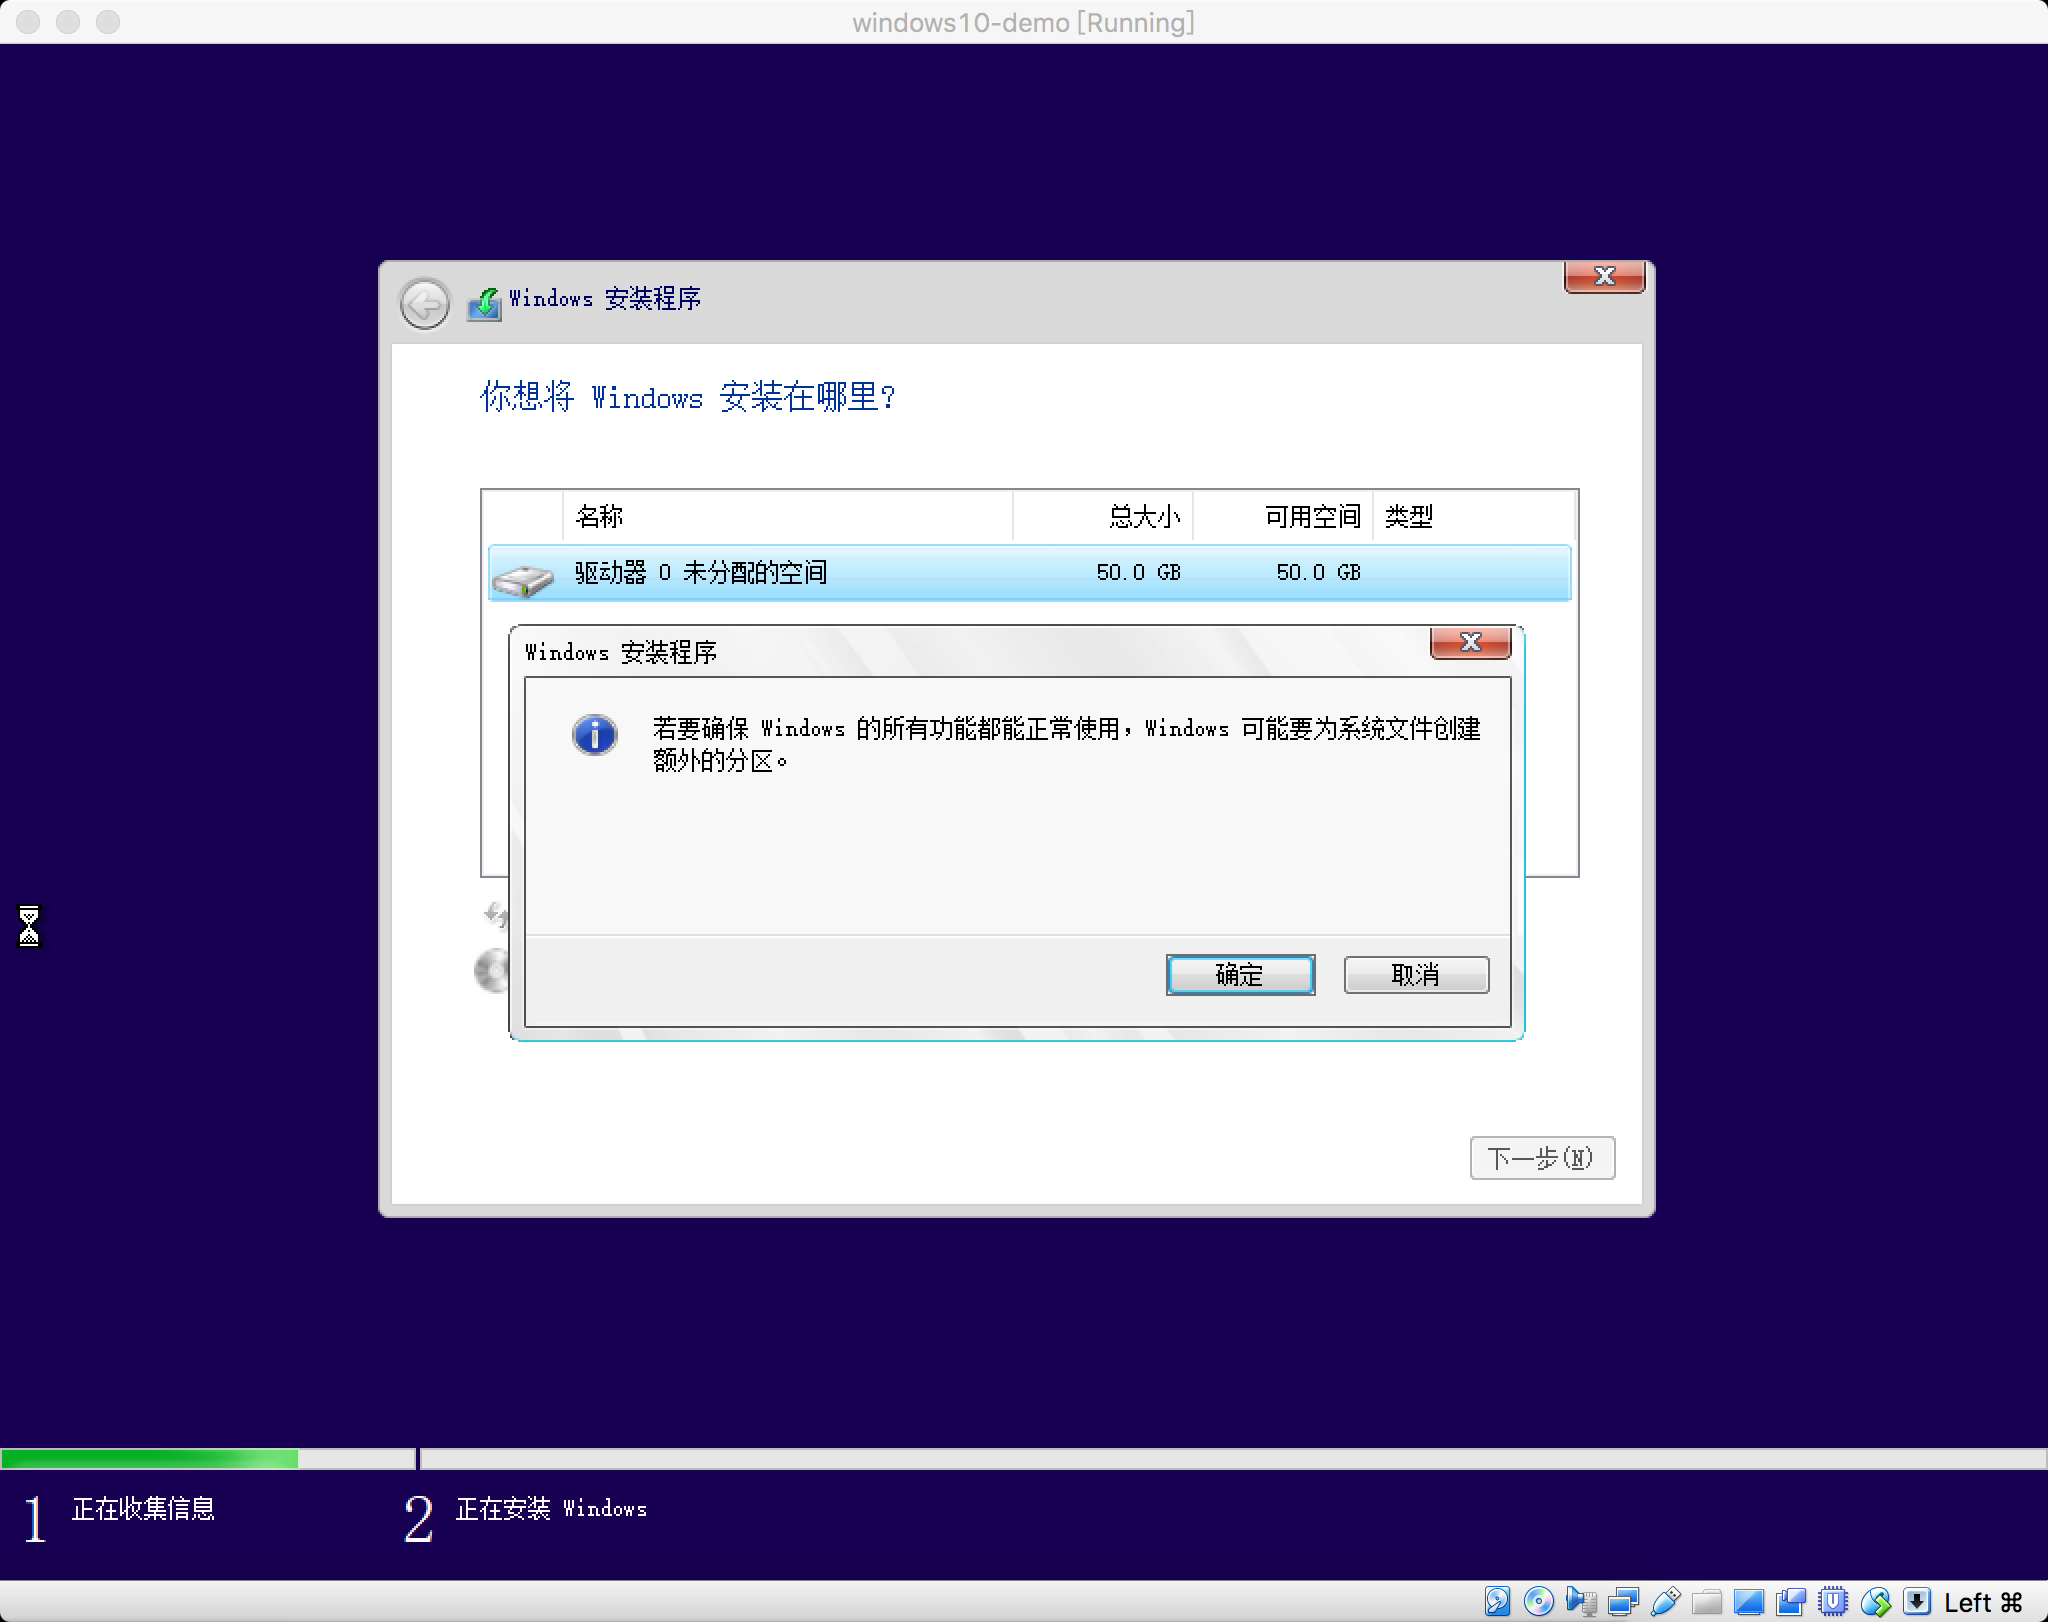 windows10-demo [Running]
Windows 安装程序
你想将 Windows 安装在哪里?
名称 总大小 可用空间 类型
驱动器 0 未分配的空间 50.0 GB 50.0 GB
Windows 安装程序
若要确保 Windows 的所有功能都能正常使用，Windows 可能要为系统文件创建
额外的分区。
确定 取消
下一步(N)
1 正在收集信息 2 正在安装 Windows
Left ⌘